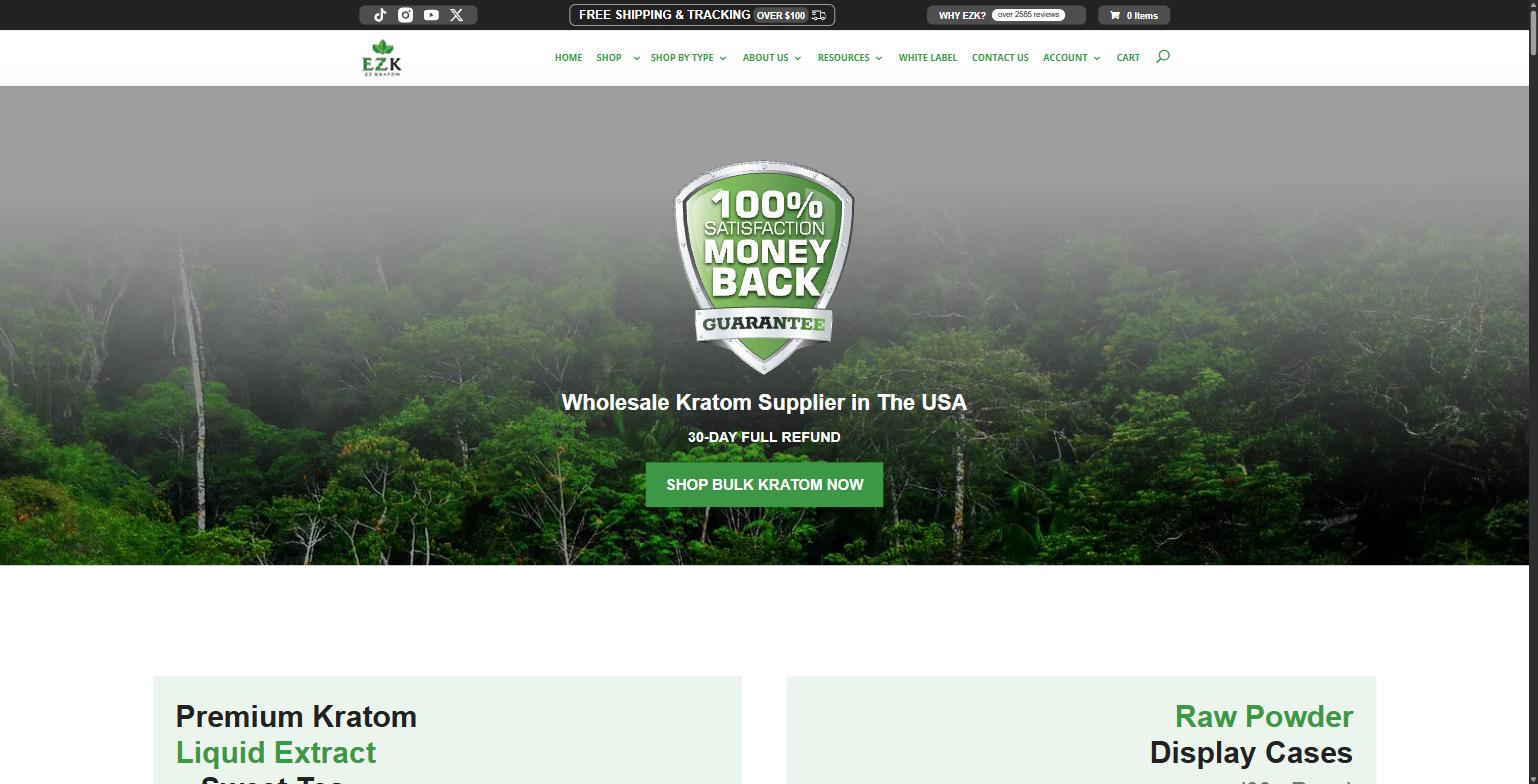 FREE SHIPPING & TRACKING OVER $100
WHY EZK? over 2585 reviews
0 Items
EZK
EZ KRATOM
HOME SHOP SHOP BY TYPE ABOUT US RESOURCES WHITE LABEL CONTACT US ACCOUNT CART
100%
SATISFACTION
MONEY
BACK
GUARANTEE
Wholesale Kratom Supplier in The USA
30-DAY FULL REFUND
SHOP BULK KRATOM NOW
Premium Kratom
Liquid Extract
Raw Powder
Display Cases